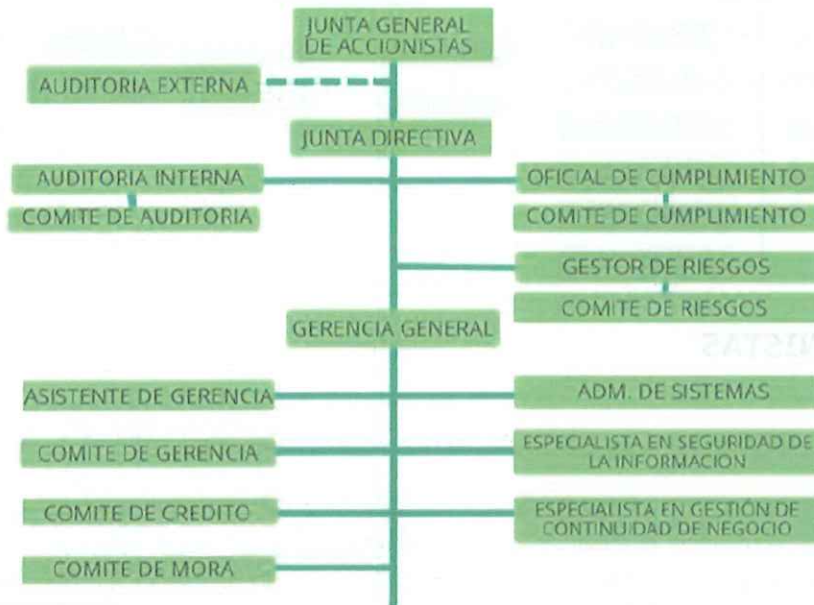 JUNTA GENERAL
DE ACCIONISTAS
AUDITORIA EXTERNA
JUNTA DIRECTIVA
AUDITORIA INTERNA
OFICIAL DE CUMPLIMIENTO
COMITE DE AUDITORIA
COMITE DE CUMPLIMIENTO
GESTOR DE RIESGOS
COMITE DE RIESGOS
GERENCIA GENERAL
ASISTENTE DE GERENCIA
ADM. DE SISTEMAS
COMITE DE GERENCIA
ESPECIALISTA EN SEGURIDAD DE
LA INFORMACION
COMITE DE CREDITO
ESPECIALISTA EN GESTIÓN DE
CONTINUIDAD DE NEGOCIO
COMITE DE MORA